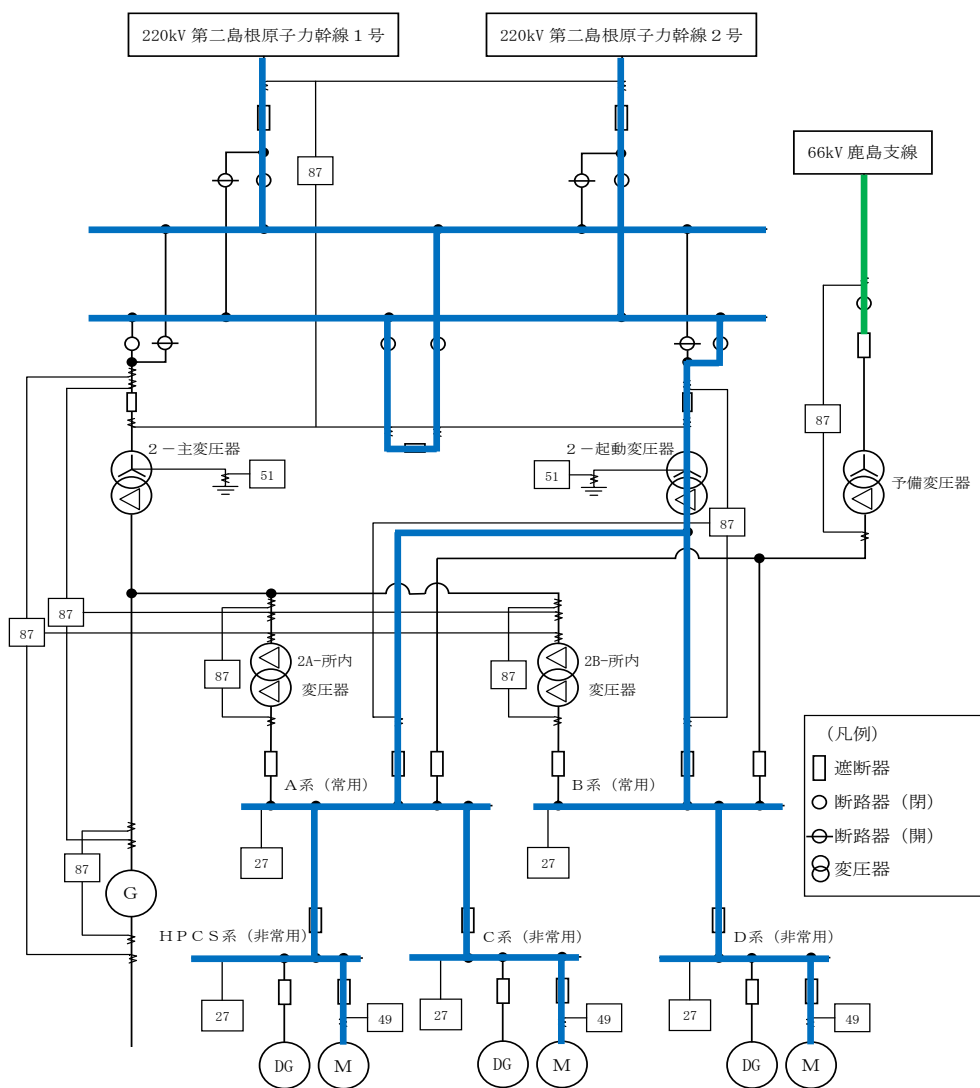 220kV 第二島根原子力幹線１号
220kV 第二島根原子力幹線２号
66kV 鹿島支線
87
２－主変圧器
51
２－起動変圧器
51
87
87
予備変圧器
87
87
87
2A-所内
変圧器
87
2B-所内
変圧器
（凡例）
遮断器
断路器（閉）
断路器（開）
変圧器
Ａ系（常用）
Ｂ系（常用）
27
27
87
G
ＨＰＣＳ系（非常用）
Ｃ系（非常用）
Ｄ系（非常用）
27
49
27
49
27
49
DG
M
DG
M
DG
M